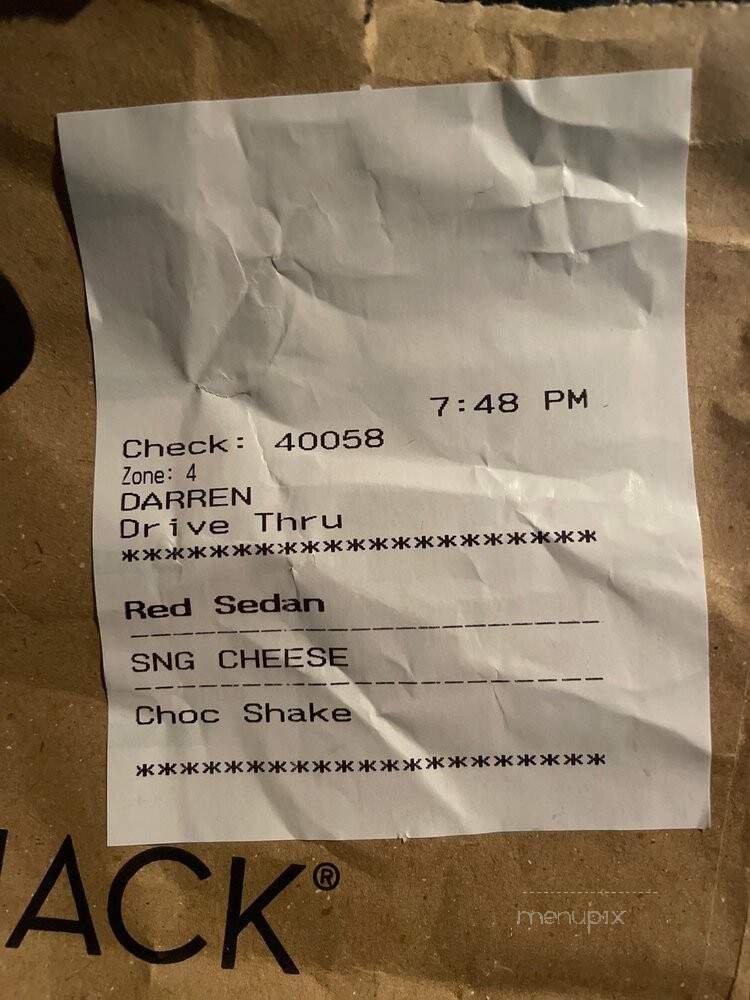 7:48 PM
Check: 40058
Zone: 4
DARREN
Drive Thru
**********************
Red Sedan
----------------------
SNG CHEESE
----------------------
Choc Shake
**********************
ACK®
menupix